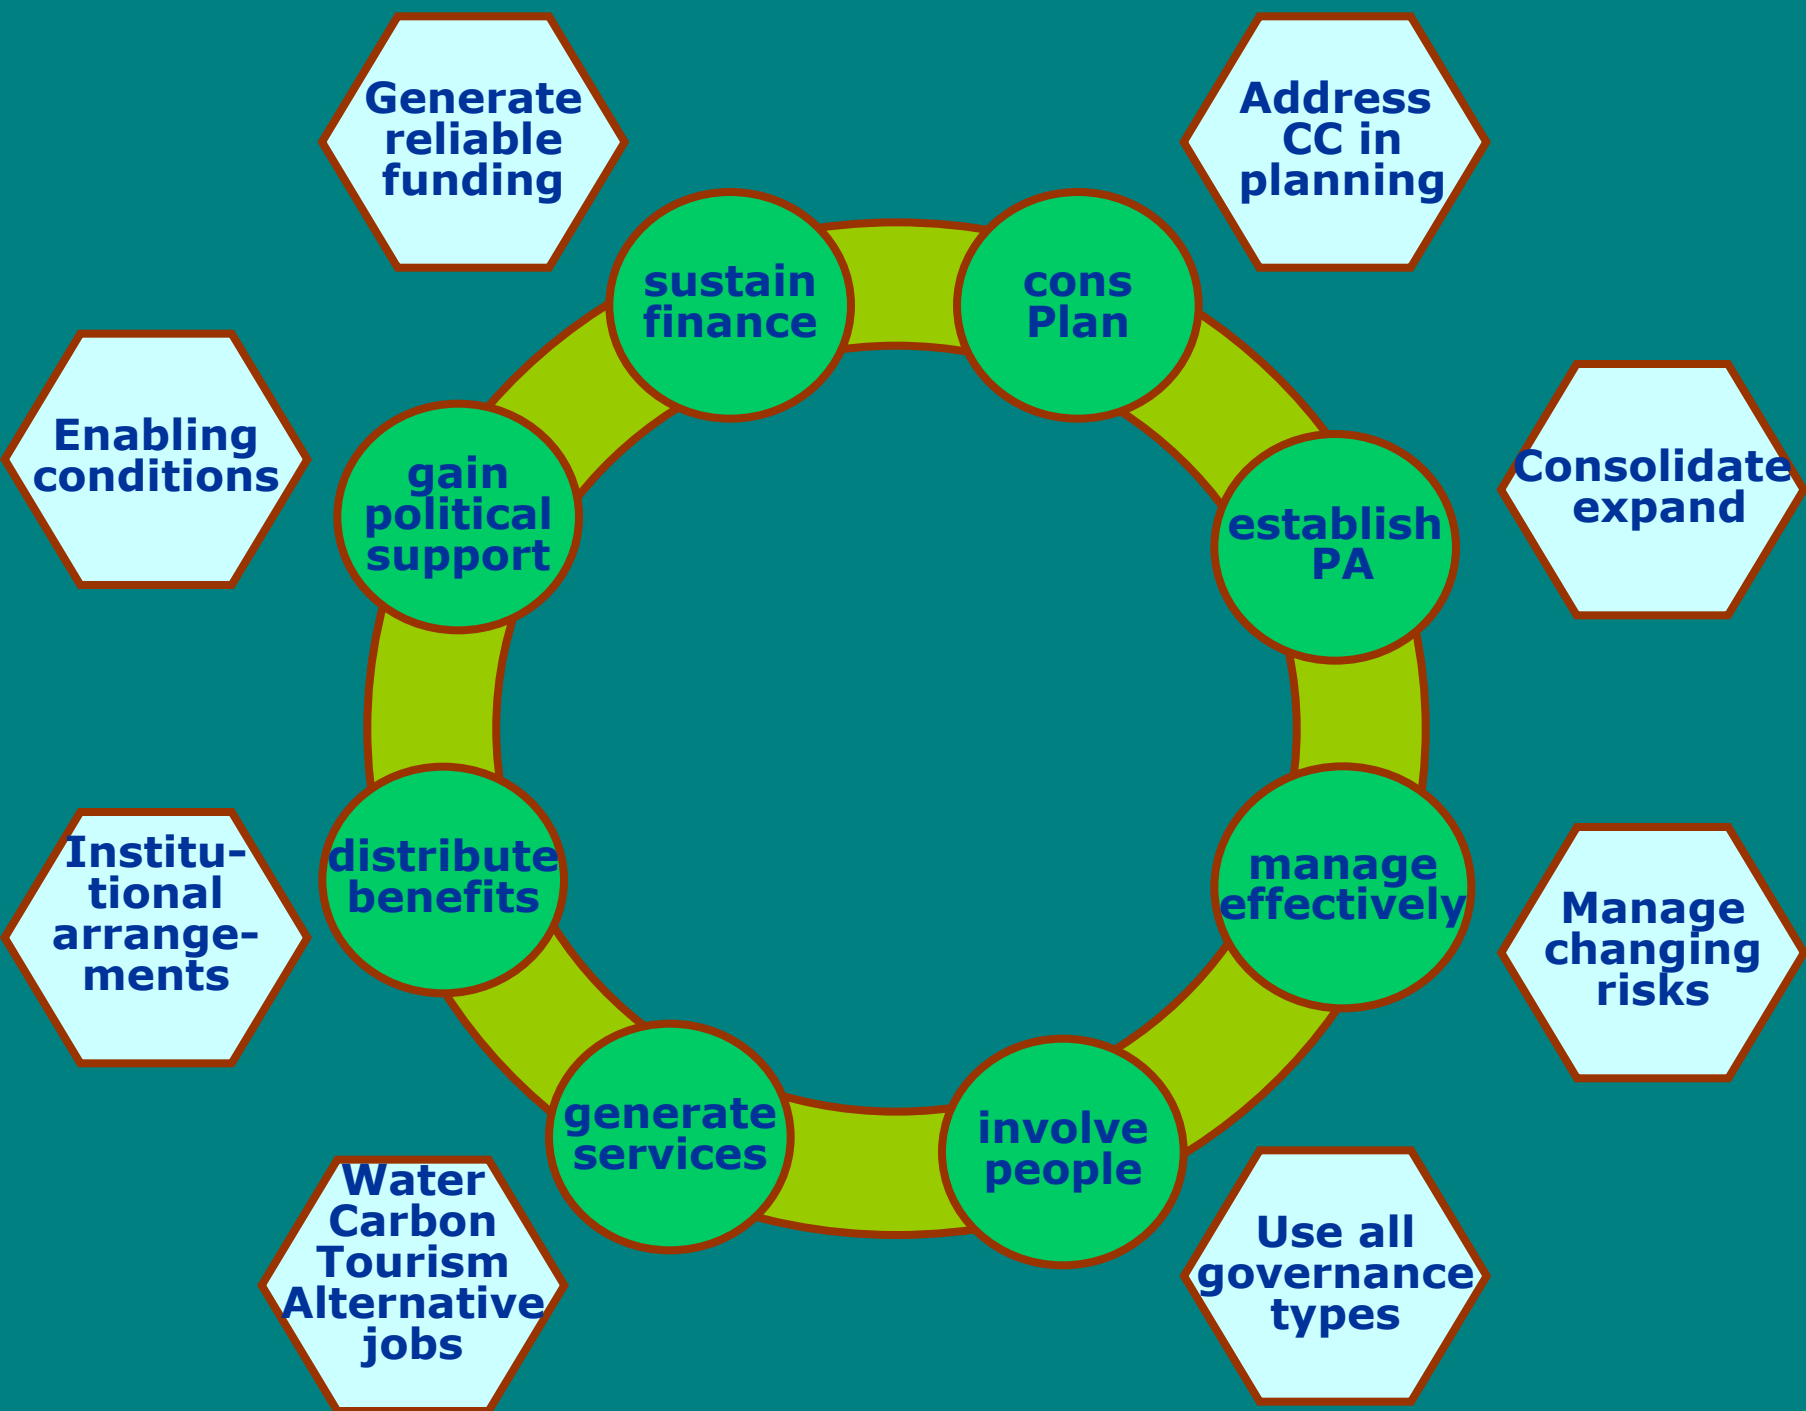 Generate
reliable
funding
Address
CC in
planning
sustain
finance
cons
Plan
Enabling
conditions
gain
political
support
establish
PA
Consolidate
expand
Institu-
tional
arrange-
ments
distribute
benefits
manage
effectively
Manage
changing
risks
generate
services
involve
people
Water
Carbon
Tourism
Alternative
jobs
Use all
governance
types